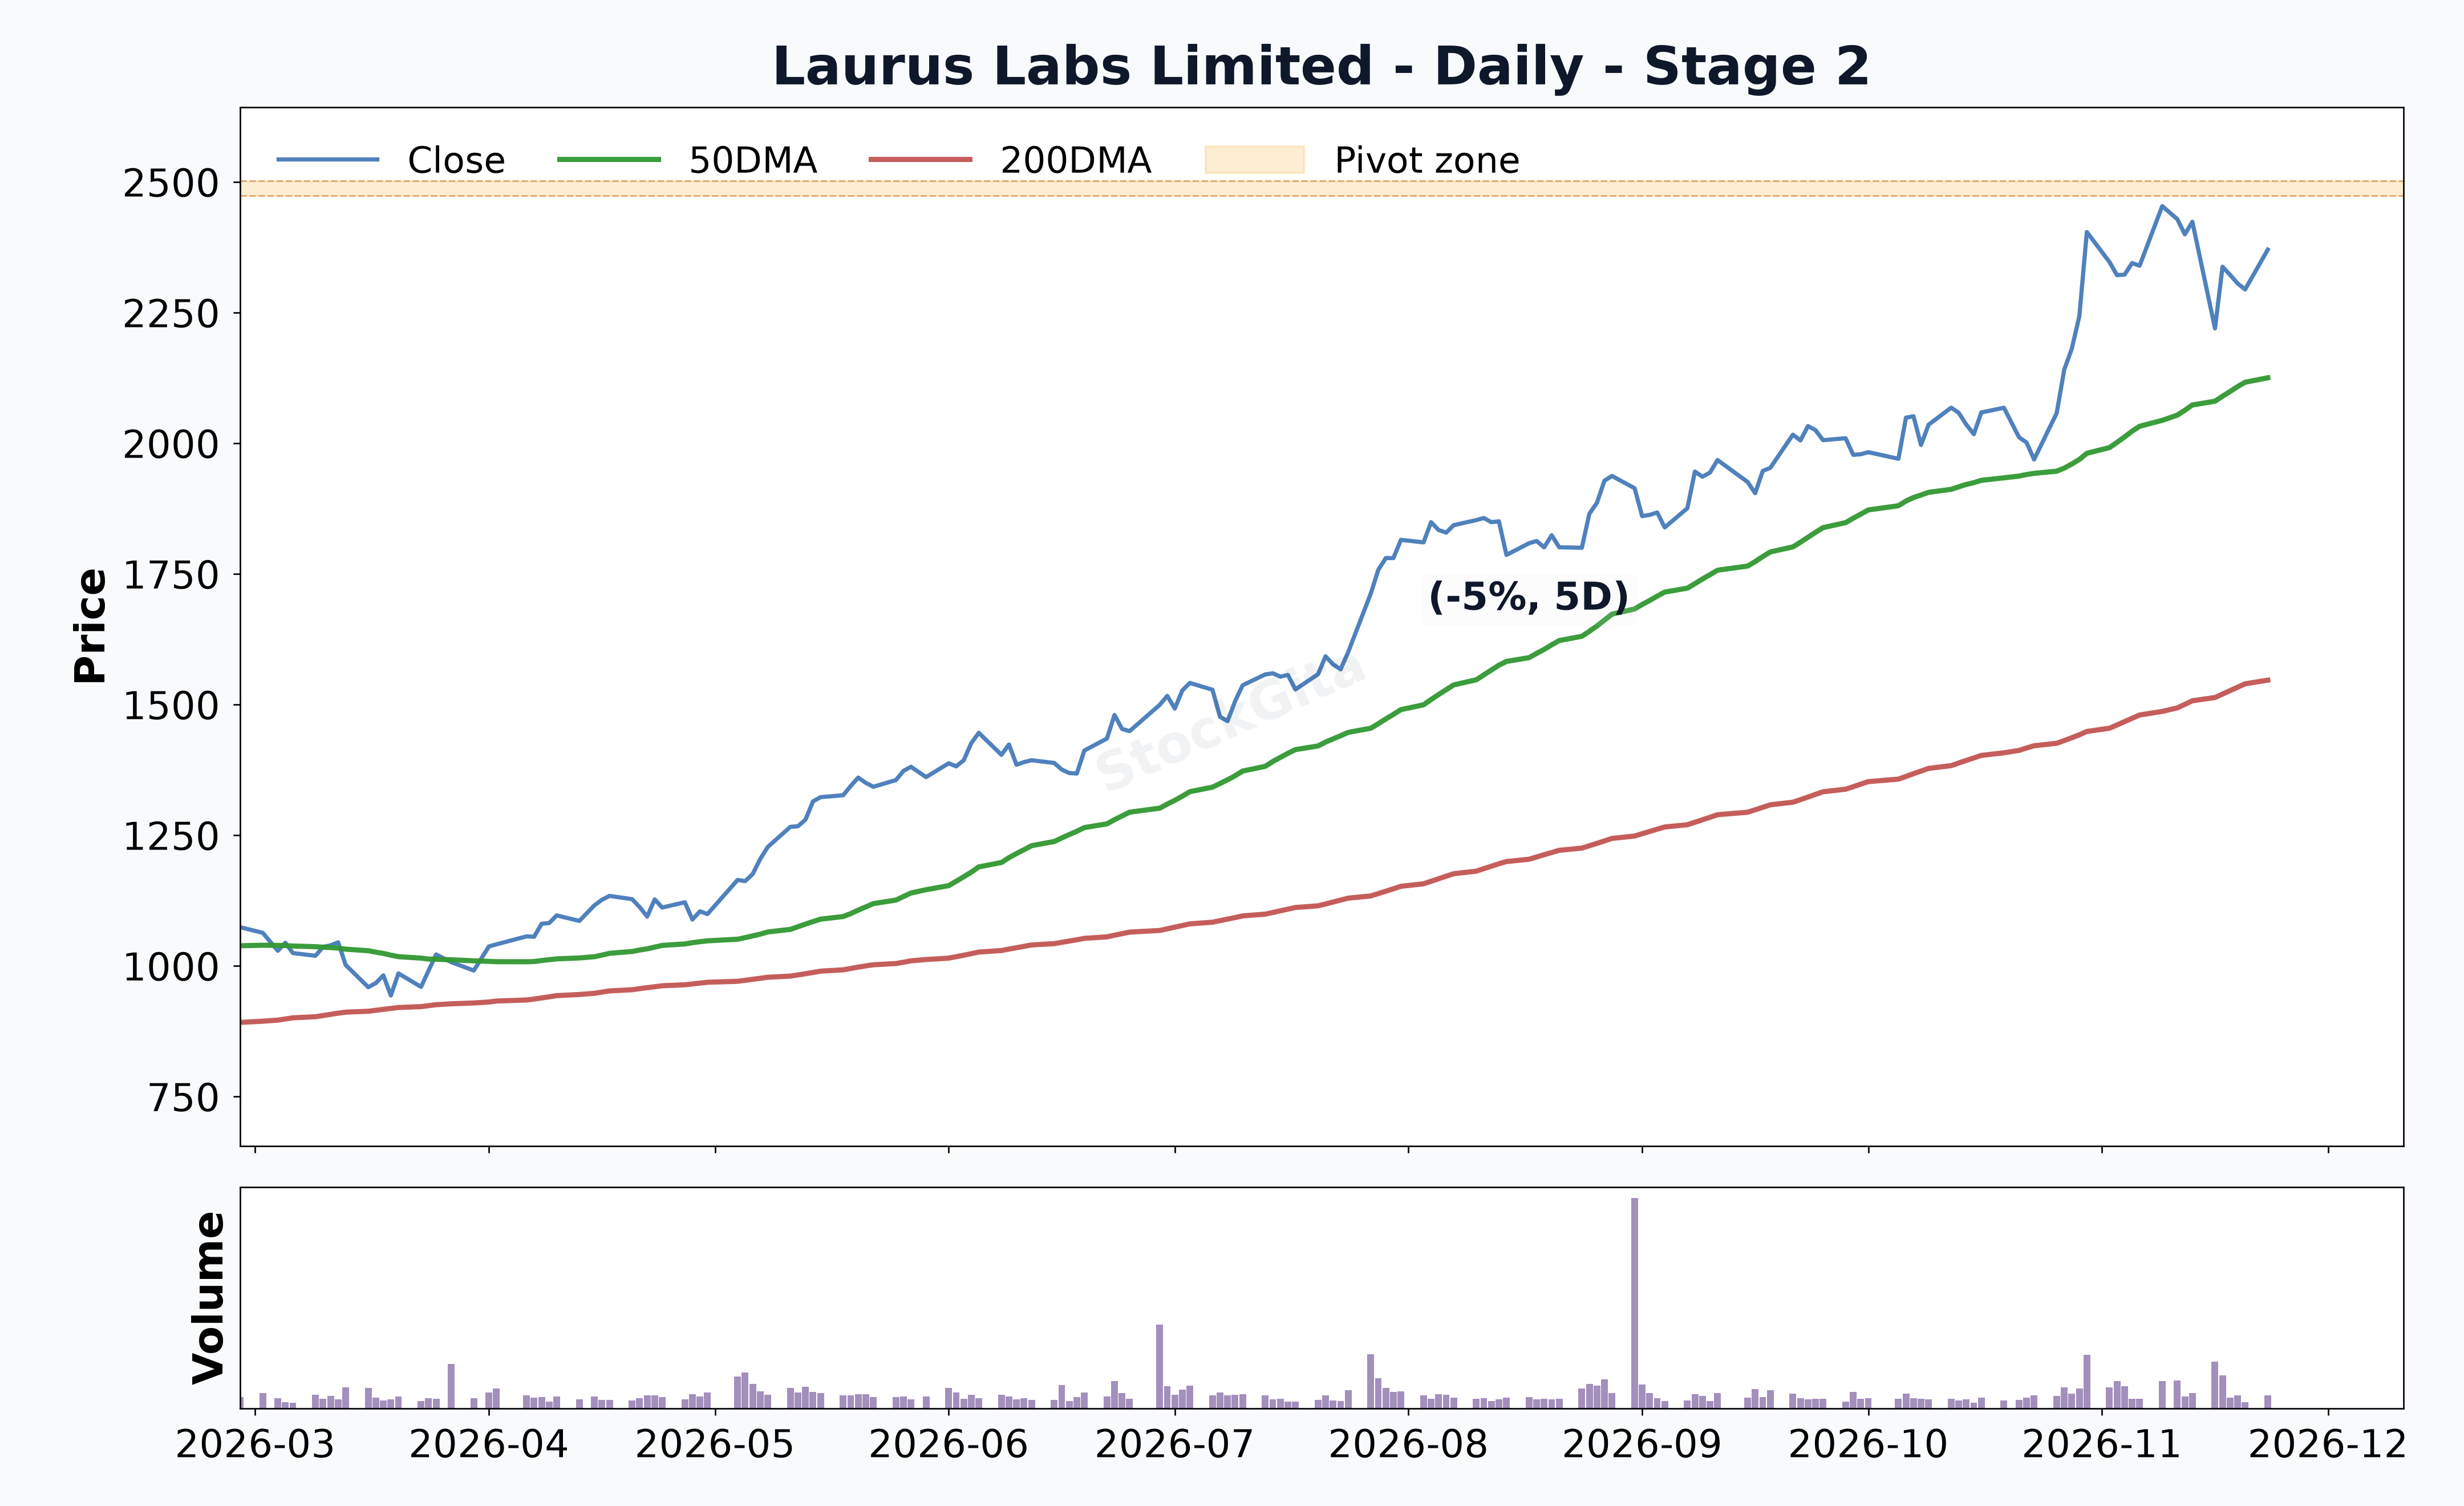 Laurus Labs Limited - Daily - Stage 2
Close 50DMA 200DMA Pivot zone
2500
2250
2000
1750
1500
1250
1000
750
Price
(-5%, 5D)
StockGita
Volume
2026-03 2026-04 2026-05 2026-06 2026-07 2026-08 2026-09 2026-10 2026-11 2026-12